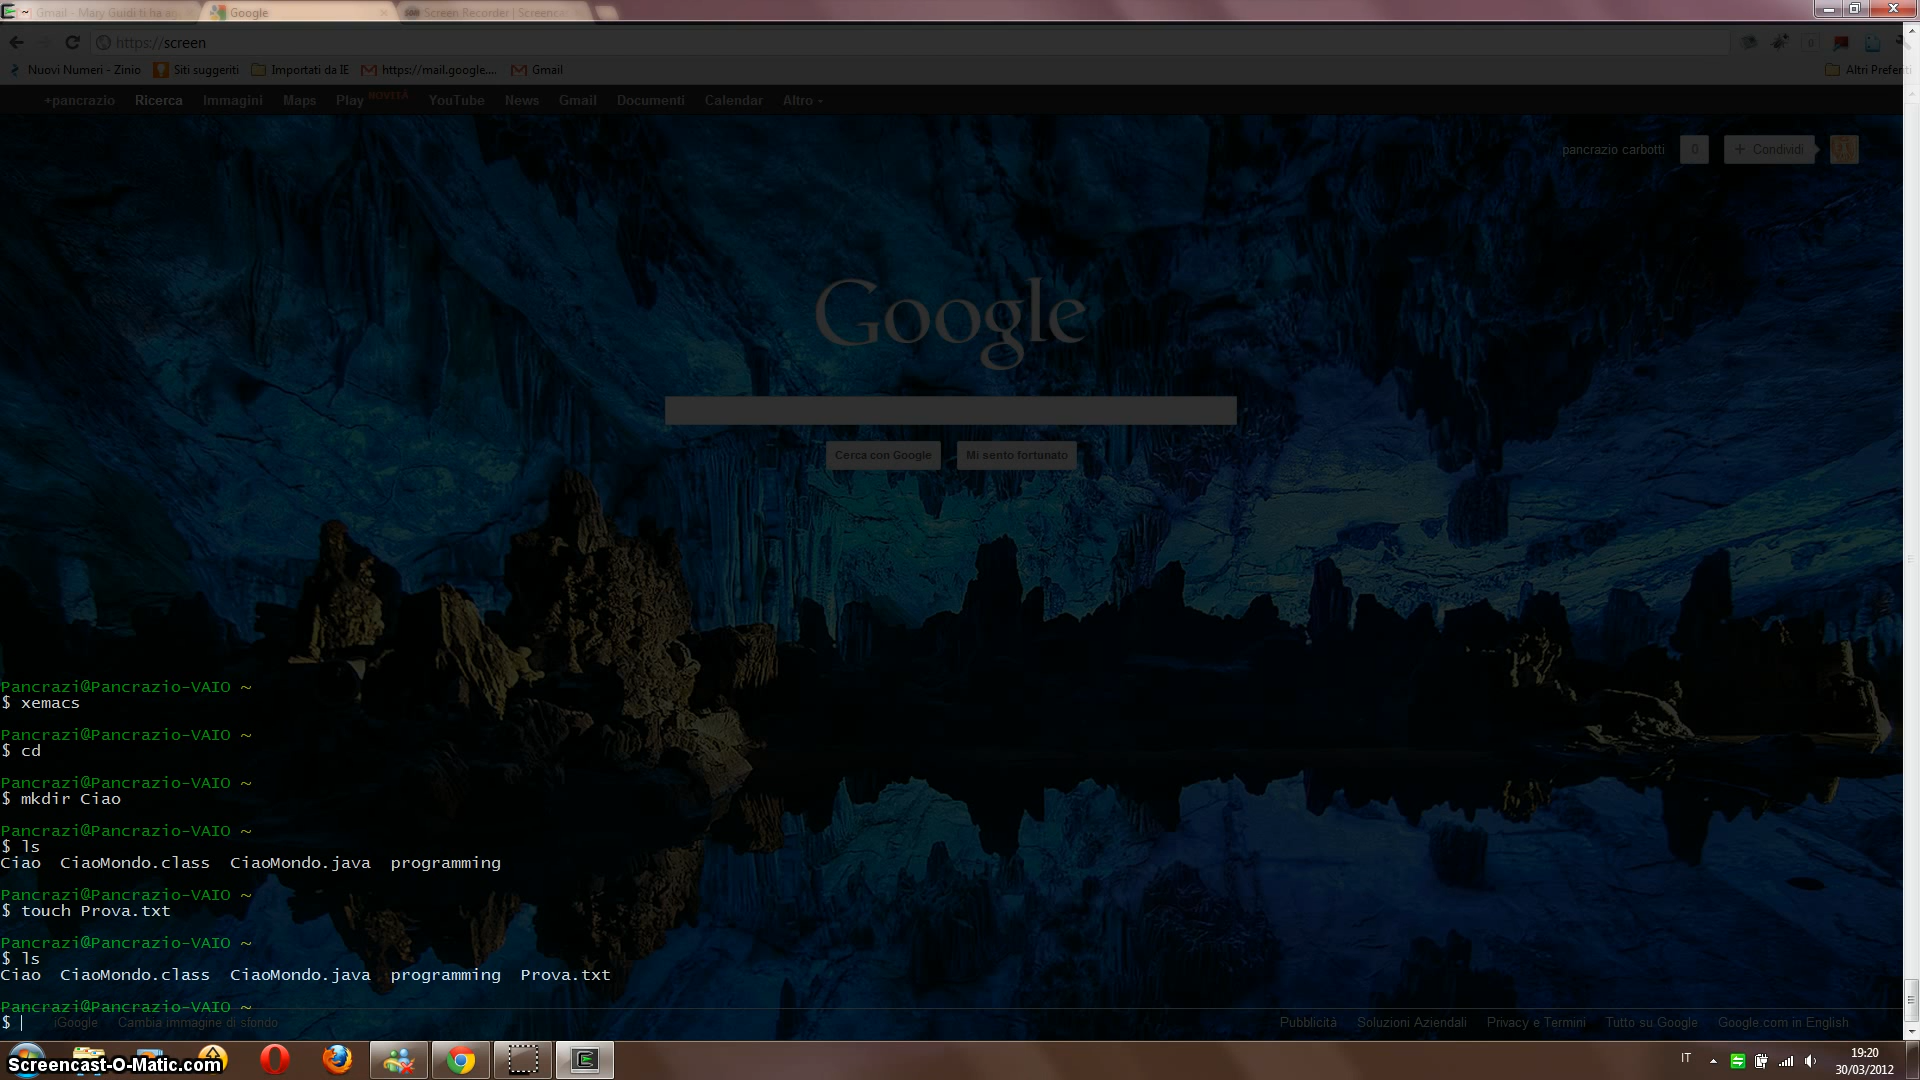 ~ Gmail - Mary Guidi ti ha ag Google Screen Recorder | Screenc
https://screen
Nuovi Numeri - Zinio Siti suggeriti Importati da IE https://mail.google.... Gmail Altri Preferiti
+pancrazio Ricerca Immagini Maps Play NOVITÀ YouTube News Gmail Documenti Calendar Altro
pancrazio carbotti 0 + Condividi
Google
Cerca con Google Mi sento fortunato
Pancrazi@Pancrazio-VAIO ~
$ xemacs
Pancrazi@Pancrazio-VAIO ~
$ cd
Pancrazi@Pancrazio-VAIO ~
$ mkdir Ciao
Pancrazi@Pancrazio-VAIO ~
$ ls
Ciao CiaoMondo.class CiaoMondo.java programming
Pancrazi@Pancrazio-VAIO ~
$ touch Prova.txt
Pancrazi@Pancrazio-VAIO ~
$ ls
Ciao CiaoMondo.class CiaoMondo.java programming Prova.txt
Pancrazi@Pancrazio-VAIO ~
$
iGoogle Cambia immagine di sfondo Pubblicità Soluzioni Aziendali Privacy e Termini Tutto su Google Google.com in English
Screencast-O-Matic.com
IT 19:20
30/03/2012